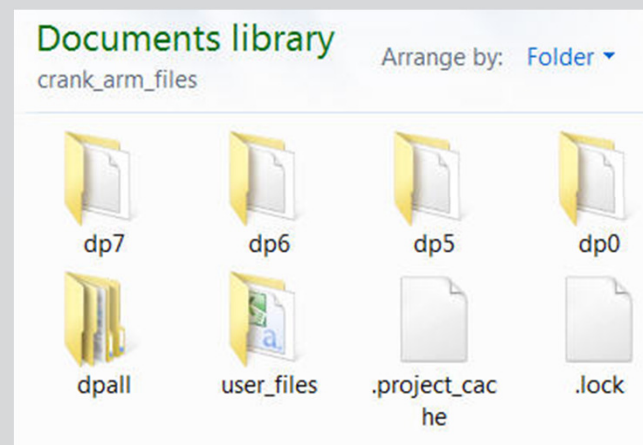 Documents library
crank_arm_files
Arrange by: Folder
dp7 dp6 dp5 dp0
dpall user_files .project_cac .lock
he